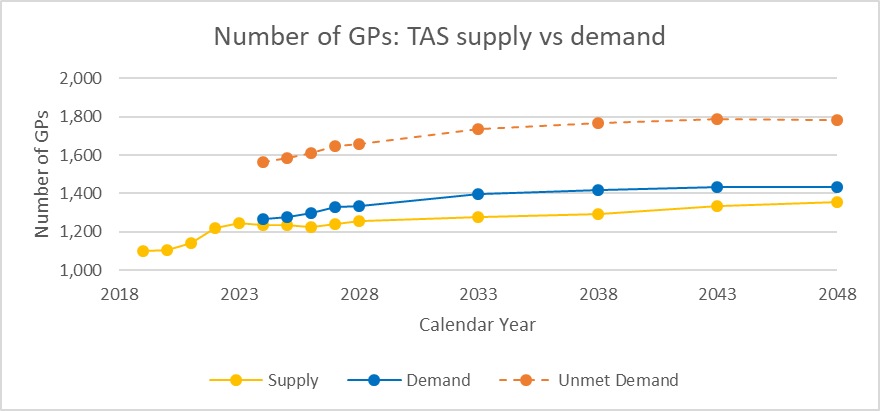 Number of GPs: TAS supply vs demand
Number of GPs
2,000
1,800
1,600
1,400
1,200
1,000
2018 2023 2028 2033 2038 2043 2048
Calendar Year
Supply Demand Unmet Demand